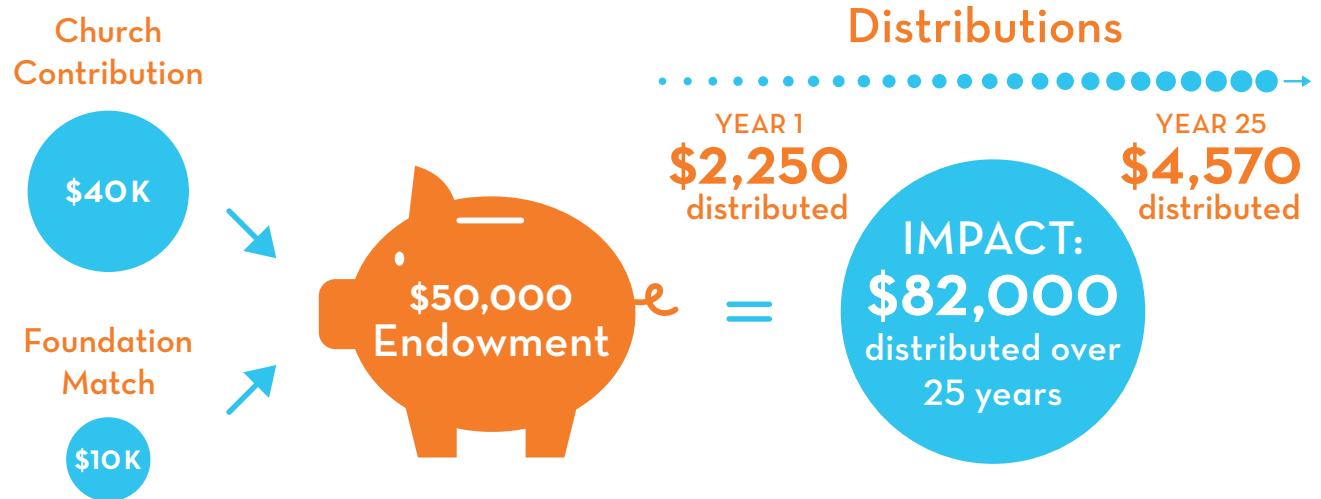 Church
Contribution
$40K
Foundation
Match
$10K
$50,000
Endowment
=
Distributions
YEAR 1
$2,250
distributed
YEAR 25
$4,570
distributed
IMPACT:
$82,000
distributed over
25 years